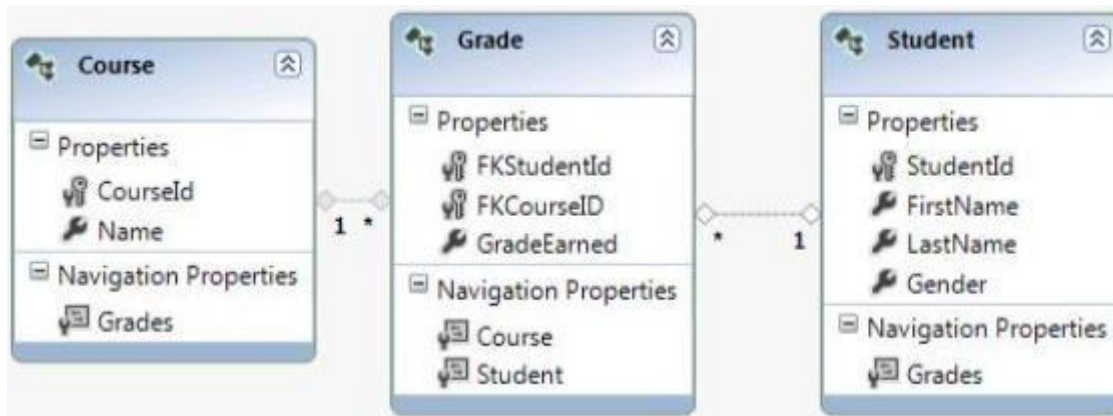 Course
Properties
CourseId
Name
Navigation Properties
Grades
1 *
Grade
Properties
FKStudentId
FKCourseID
GradeEarned
Navigation Properties
Course
Student
* 1
Student
Properties
StudentId
FirstName
LastName
Gender
Navigation Properties
Grades